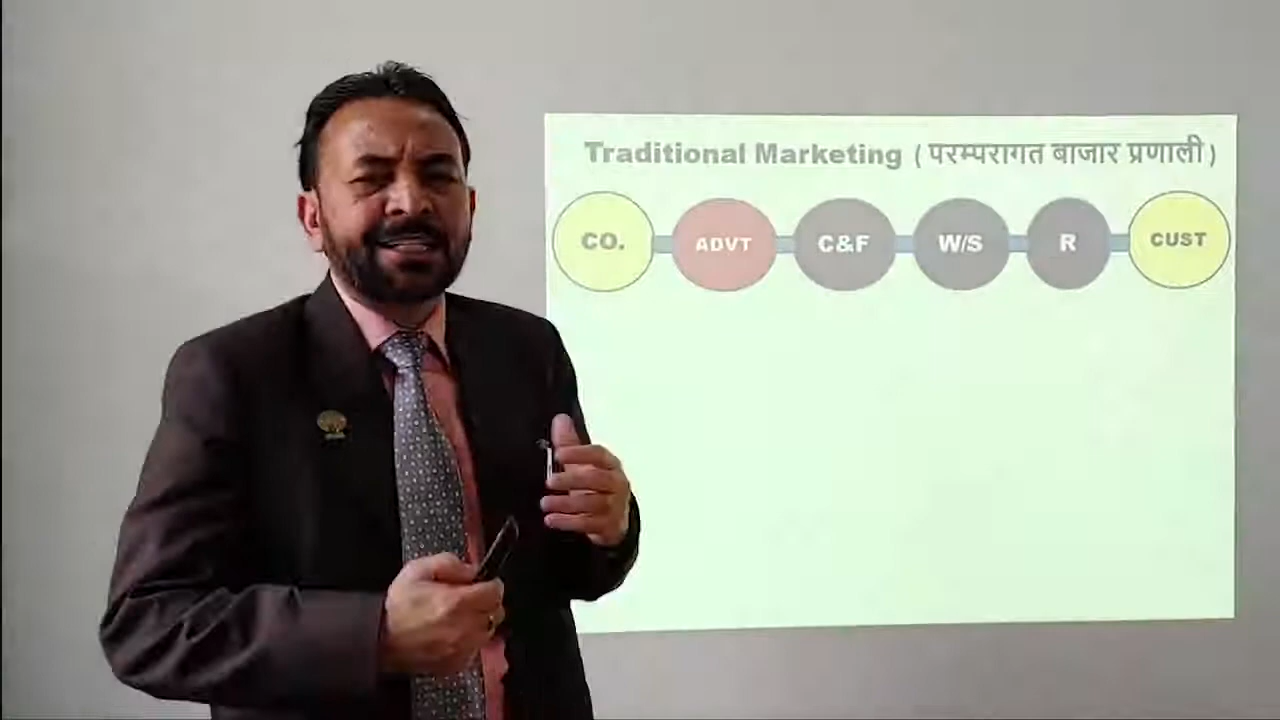 Traditional Marketing ( परम्परागत बाजार प्रणाली )
CO. ADVT C&F W/S R CUST